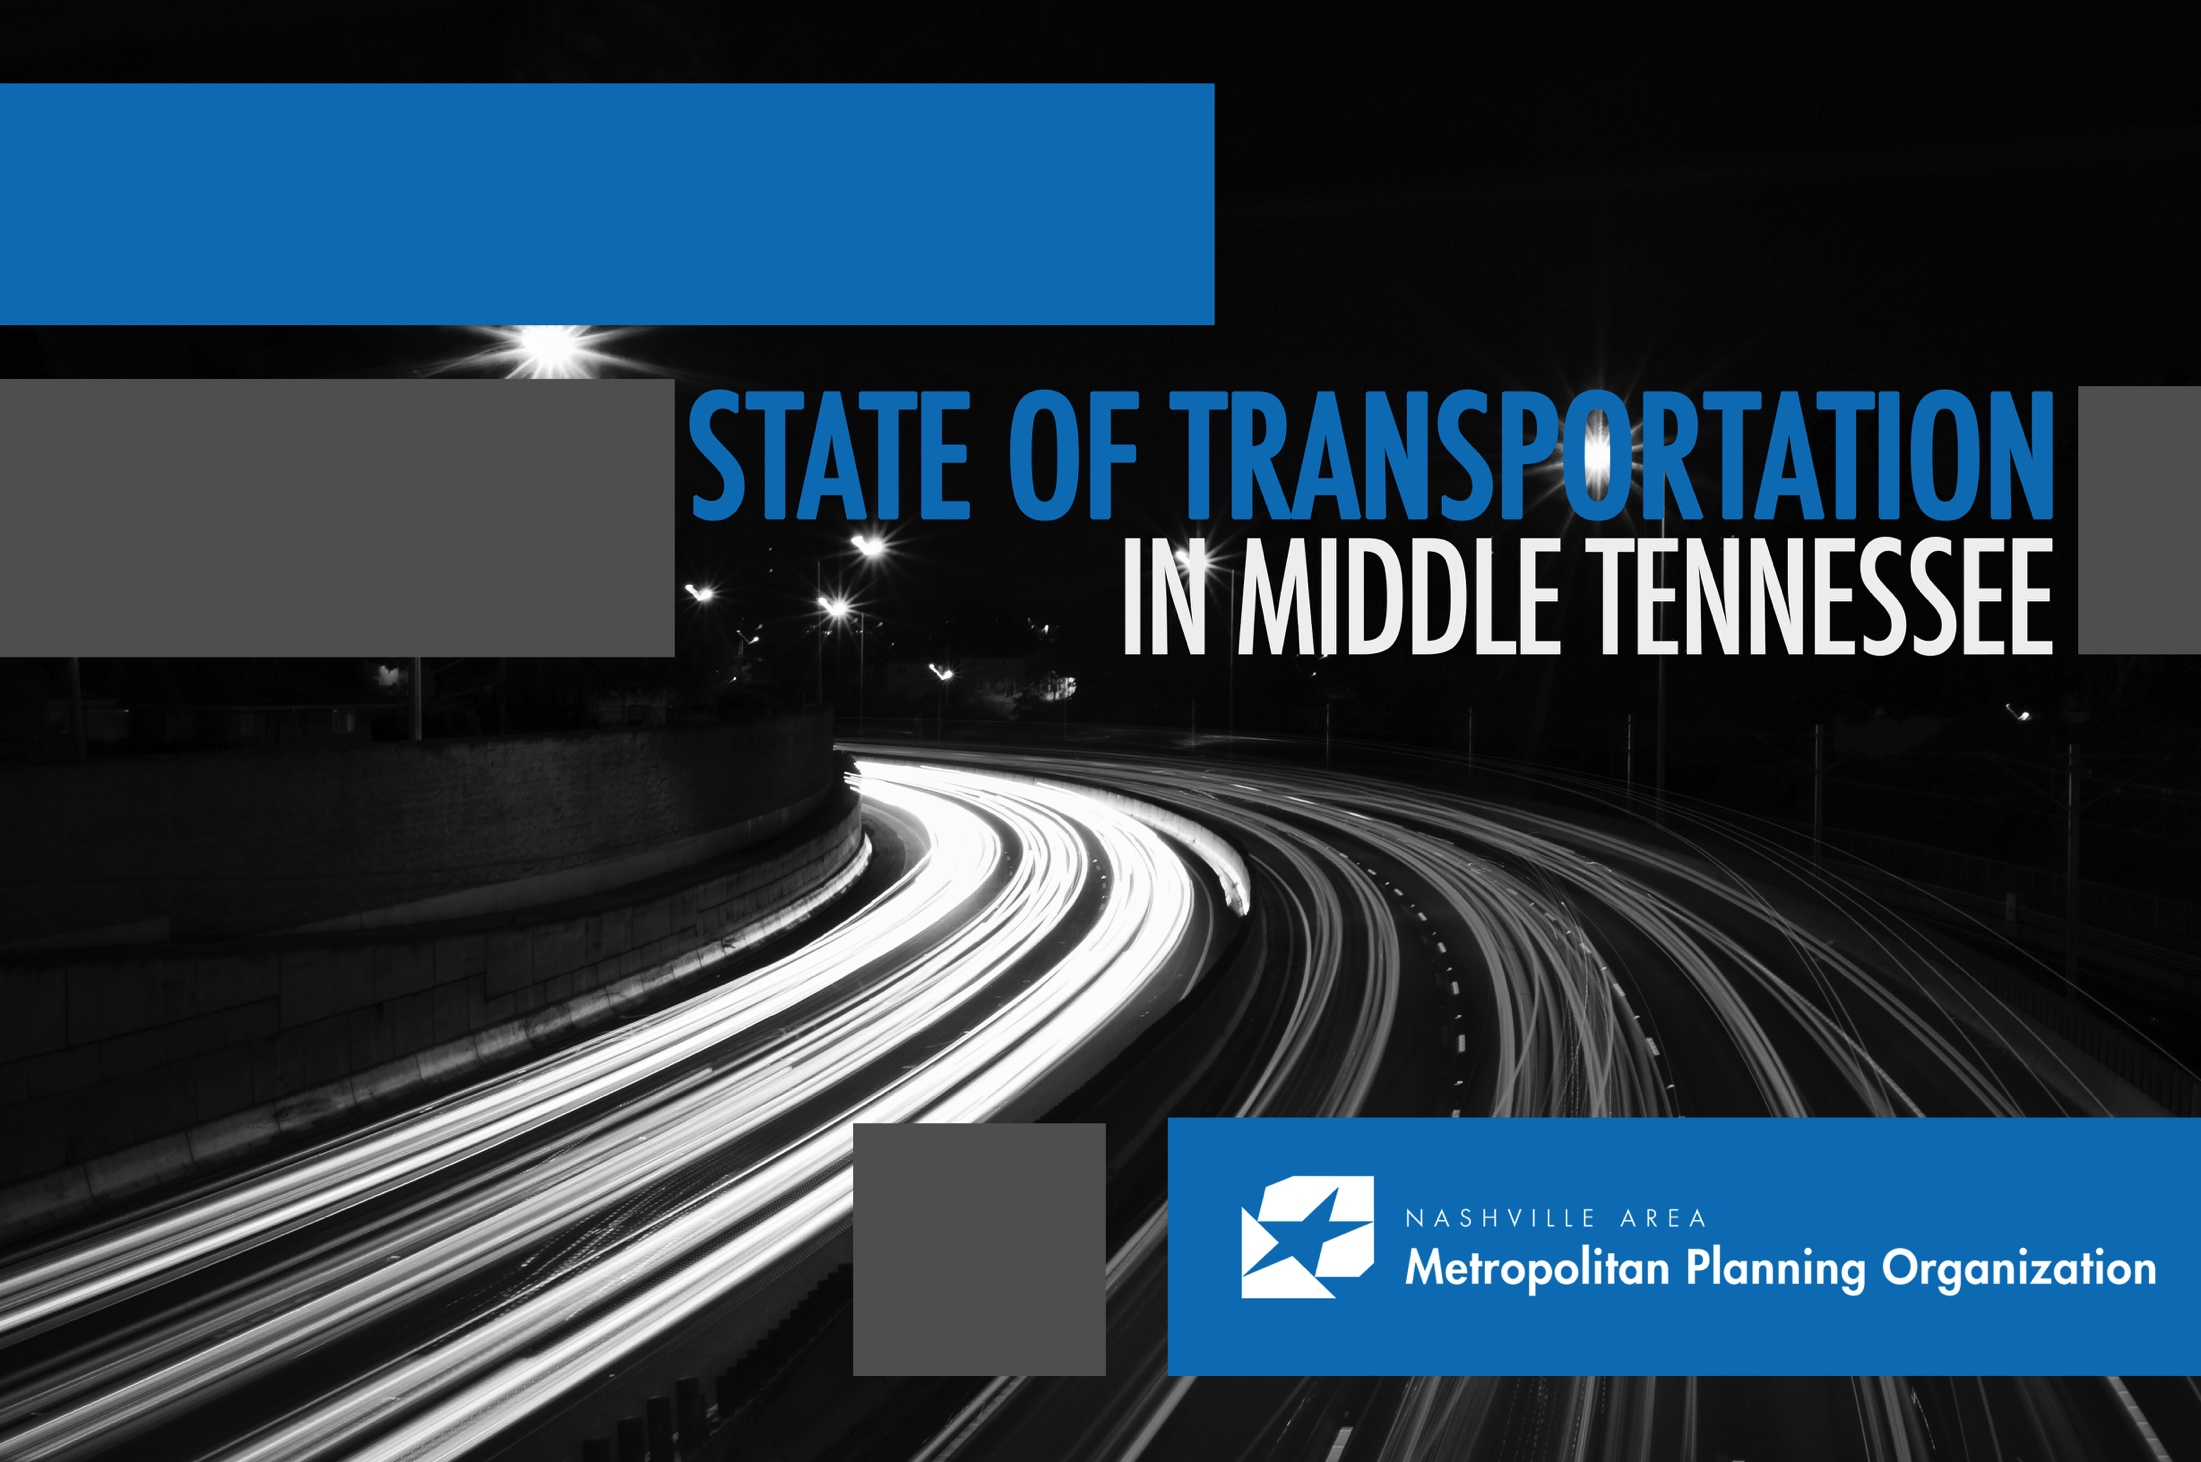 STATE OF TRANSPORTATION
IN MIDDLE TENNESSEE
NASHVILLE AREA
Metropolitan Planning Organization